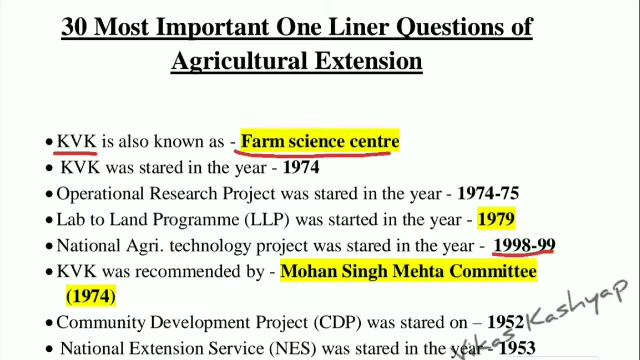 30 Most Important One Liner Questions of
Agricultural Extension
• KVK is also known as - Farm science centre
• KVK was stared in the year - 1974
• Operational Research Project was stared in the year - 1974-75
• Lab to Land Programme (LLP) was started in the year - 1979
• National Agri. technology project was stared in the year - 1998-99
• KVK was recommended by - Mohan Singh Mehta Committee
(1974)
• Community Development Project (CDP) was stared on – 1952
• National Extension Service (NES) was stared in the year – 1953
Vikas Kashyap